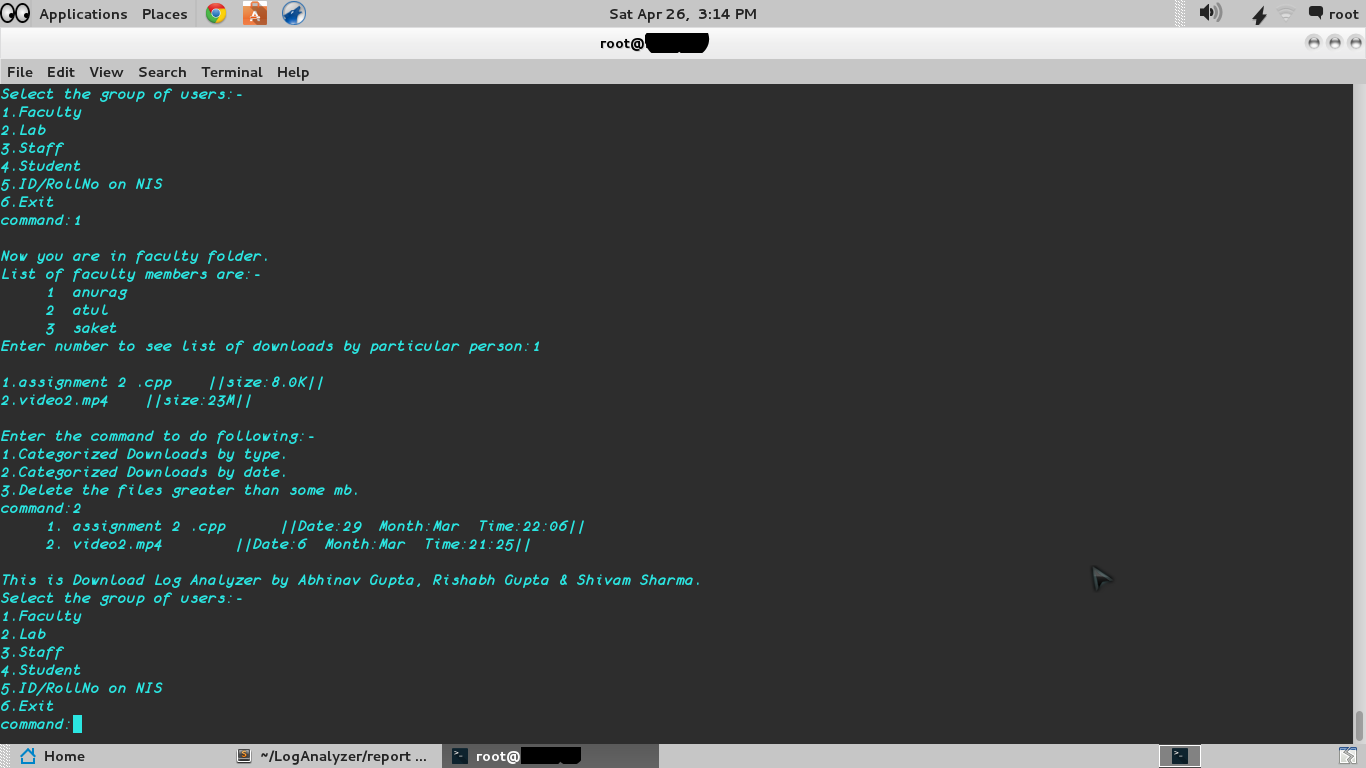 Applications Places Sat Apr 26, 3:14 PM root
root@
File Edit View Search Terminal Help
Select the group of users:-
1.Faculty
2.Lab
3.Staff
4.Student
5.ID/RollNo on NIS
6.Exit
command:1
Now you are in faculty folder.
List of faculty members are:-
1 anurag
2 atul
3 saket
Enter number to see list of downloads by particular person:1
1.assignment 2 .cpp ||size:8.0K||
2.video2.mp4 ||size:23M||
Enter the command to do following:-
1.Categorized Downloads by type.
2.Categorized Downloads by date.
3.Delete the files greater than some mb.
command:2
1. assignment 2 .cpp ||Date:29 Month:Mar Time:22:06||
2. video2.mp4 ||Date:6 Month:Mar Time:21:25||
This is Download Log Analyzer by Abhinav Gupta, Rishabh Gupta & Shivam Sharma.
Select the group of users:-
1.Faculty
2.Lab
3.Staff
4.Student
5.ID/RollNo on NIS
6.Exit
command:
Home ~/LogAnalyzer/report ... root@